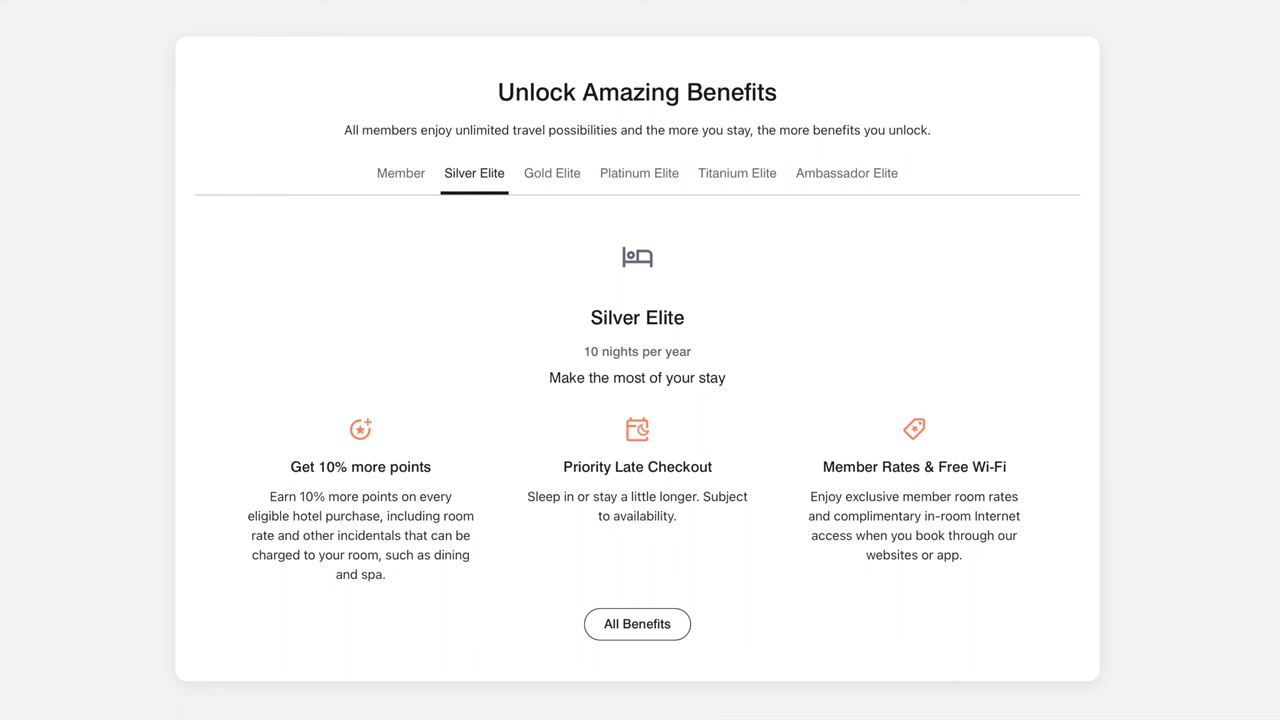 Unlock Amazing Benefits
All members enjoy unlimited travel possibilities and the more you stay, the more benefits you unlock.
Member Silver Elite Gold Elite Platinum Elite Titanium Elite Ambassador Elite
Silver Elite
10 nights per year
Make the most of your stay
Get 10% more points
Earn 10% more points on every
eligible hotel purchase, including room
rate and other incidentals that can be
charged to your room, such as dining
and spa.
Priority Late Checkout
Sleep in or stay a little longer. Subject
to availability.
Member Rates & Free Wi-Fi
Enjoy exclusive member room rates
and complimentary in-room Internet
access when you book through our
websites or app.
All Benefits